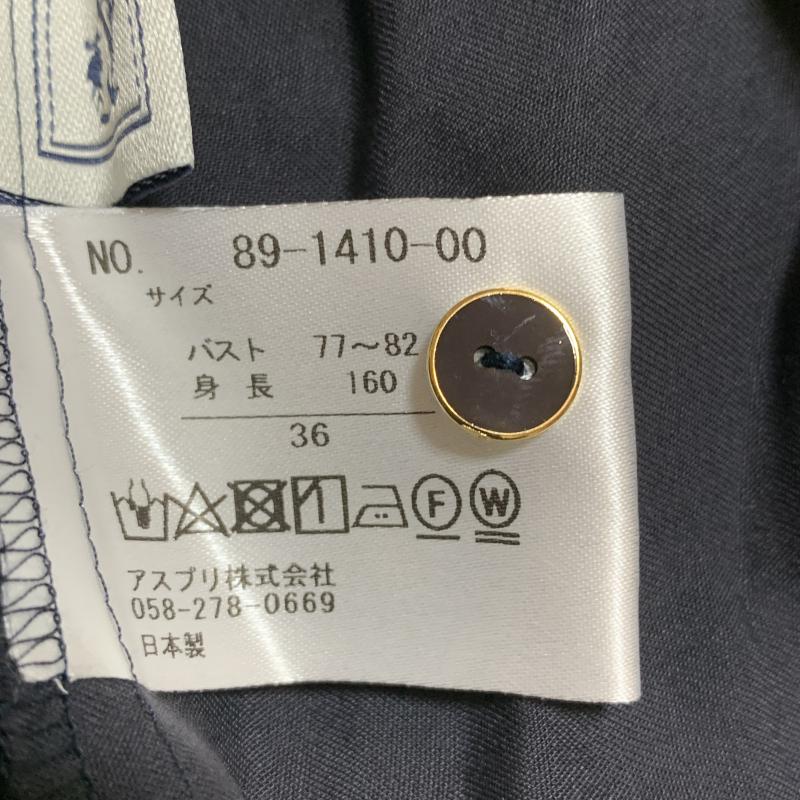 NO. 89-1410-00
サイズ
バスト 77～82
身長 160
36
F W
アスプリ株式会社
058-278-0669
日本製